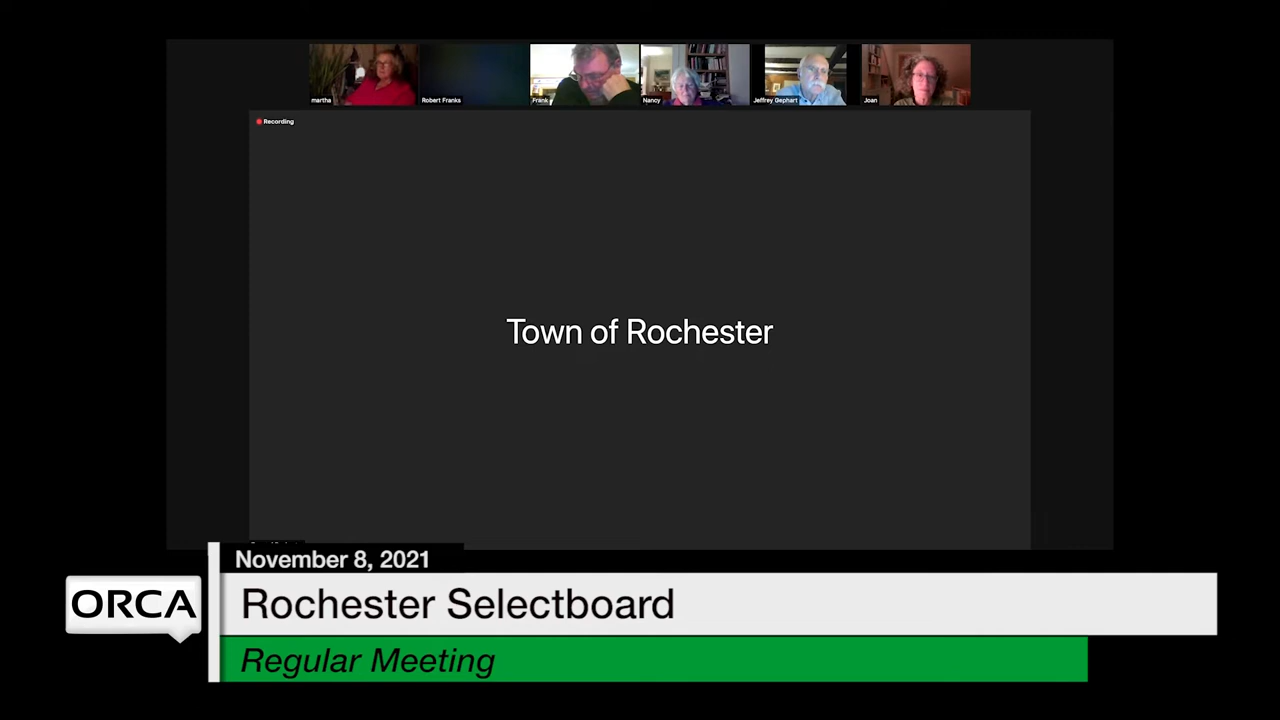 martha
Robert Franks
Frank
Nancy
Jeffrey Gephart
Joan
Recording
Town of Rochester
November 8, 2021
ORCA
Rochester Selectboard
Regular Meeting